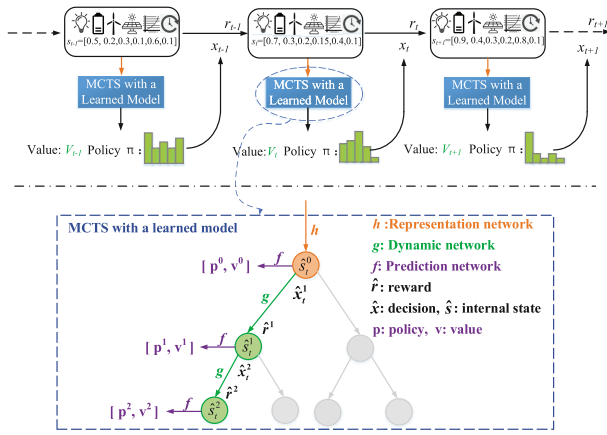 r_{t-1} r_t r_{t+1}
s_{t-1}=[0.5, 0.2,0.3,0.1,0.6,0.1] x_{t-1} s_t=[0.7, 0.3,0.2,0.15,0.4,0.1] x_t s_{t+1}=[0.9, 0.4,0.3,0.2,0.8,0.1] x_{t+1}
MCTS with a Learned Model
MCTS with a Learned Model
MCTS with a Learned Model
Value: V_{t-1} Policy π :
Value: V_t Policy π :
Value: V_{t+1} Policy π :
MCTS with a learned model
h
h :Representation network
g: Dynamic network
f: Prediction network
r̂ : reward
x̂: decision, ŝ : internal state
p: policy, v: value
[ p^0, v^0 ] f ŝ_t^0
g x̂_t^1
r̂^1
[ p^1, v^1 ] f ŝ_t^1
g x̂_t^2
r̂^2
[ p^2, v^2 ] f ŝ_t^2